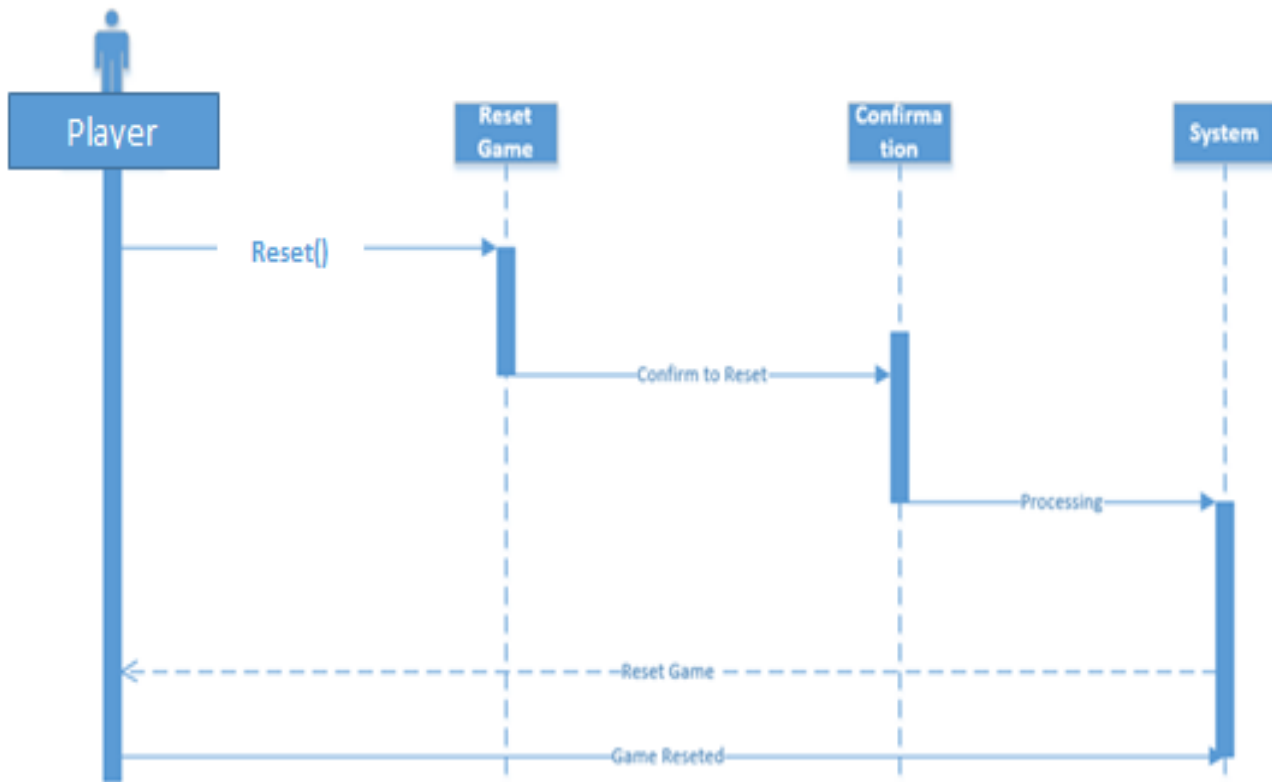 Player
Reset
Game
Confirma
tion
System
Reset()
Confirm to Reset
Processing
Reset Game
Game Reseted